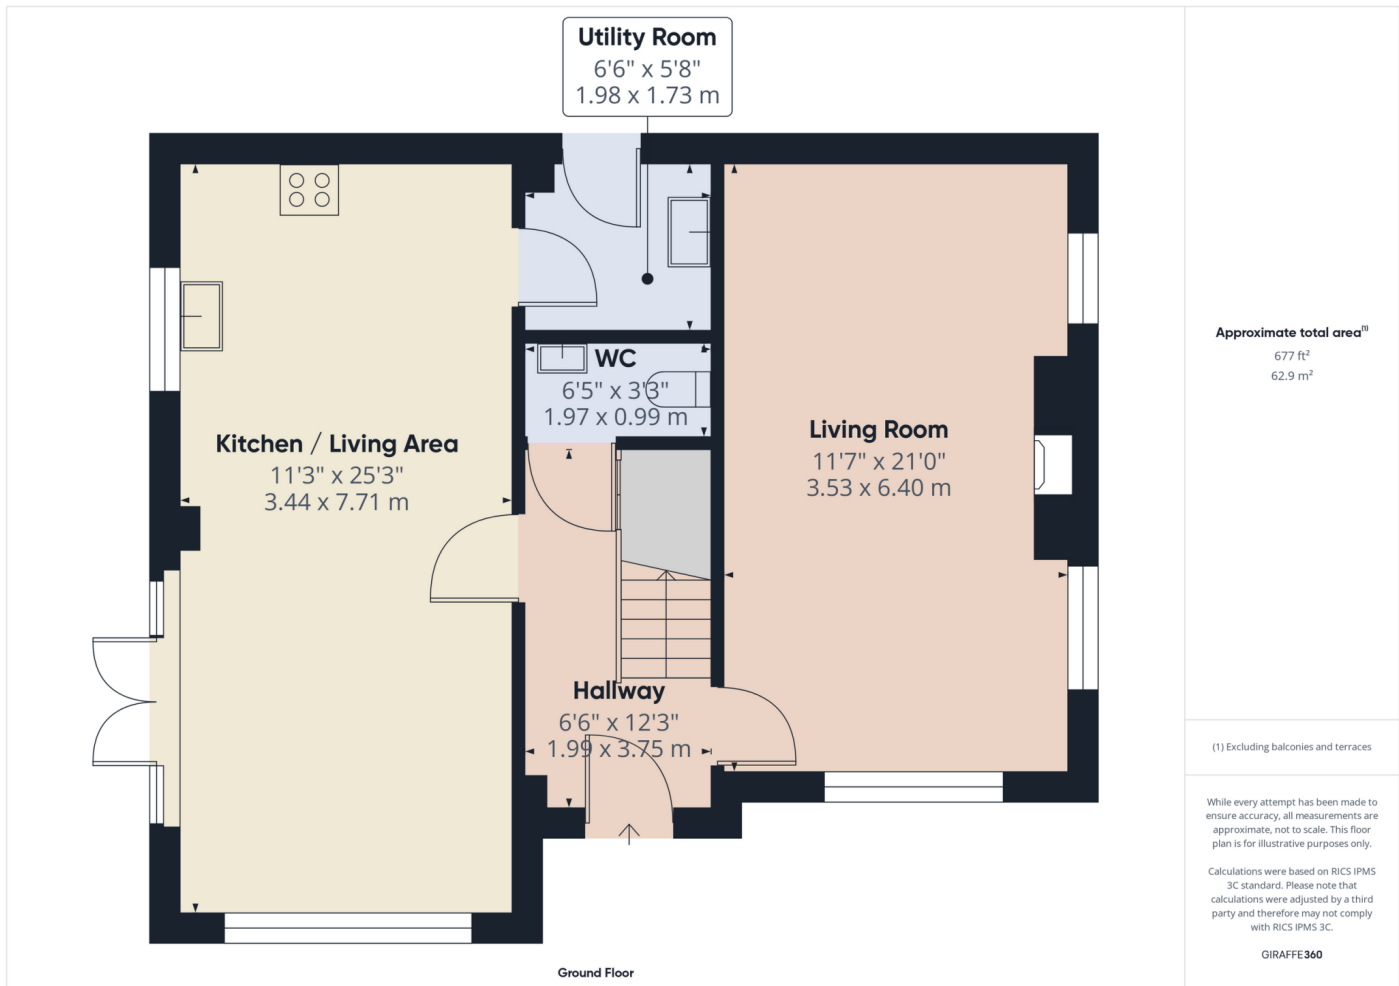 Utility Room
6'6" x 5'8"
1.98 x 1.73 m
WC
6'5" x 3'3"
1.97 x 0.99 m
Kitchen / Living Area
11'3" x 25'3"
3.44 x 7.71 m
Living Room
11'7" x 21'0"
3.53 x 6.40 m
Hallway
6'6" x 12'3"
1.99 x 3.75 m
Ground Floor
Approximate total area⁽¹⁾
677 ft²
62.9 m²
(1) Excluding balconies and terraces
While every attempt has been made to
ensure accuracy, all measurements are
approximate, not to scale. This floor
plan is for illustrative purposes only.
Calculations were based on RICS IPMS
3C standard. Please note that
calculations were adjusted by a third
party and therefore may not comply
with RICS IPMS 3C.
GIRAFFE360